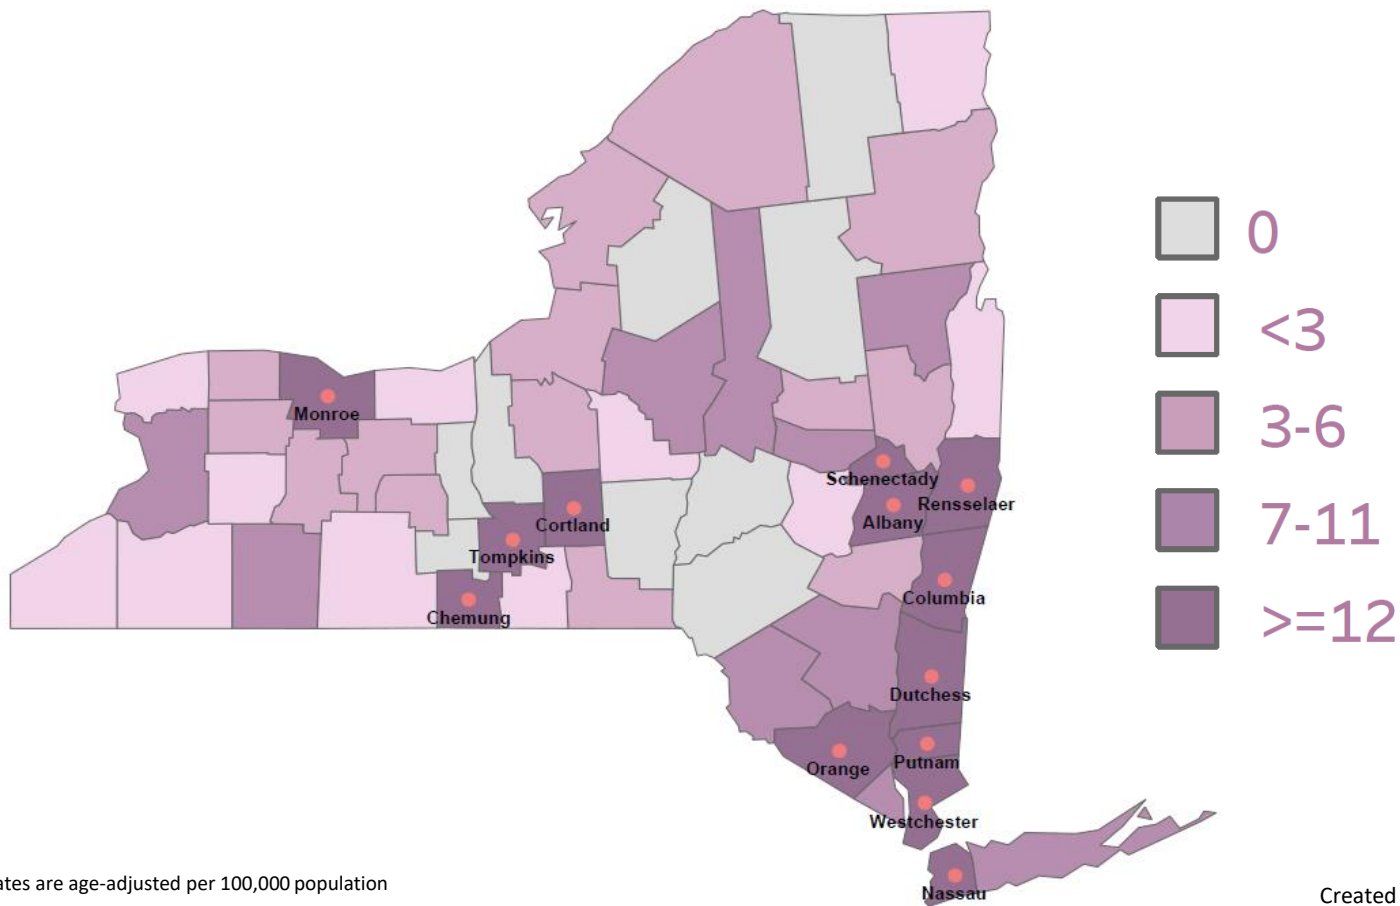 0
<3
Monroe
3-6
Schenectady
Rensselaer
7-11
Albany
Cortland
Tompkins
Columbia
Chemung
>=12
Dutchess
Putnam
Orange
Westchester
ates are age-adjusted per 100,000 population
Nassau
Created